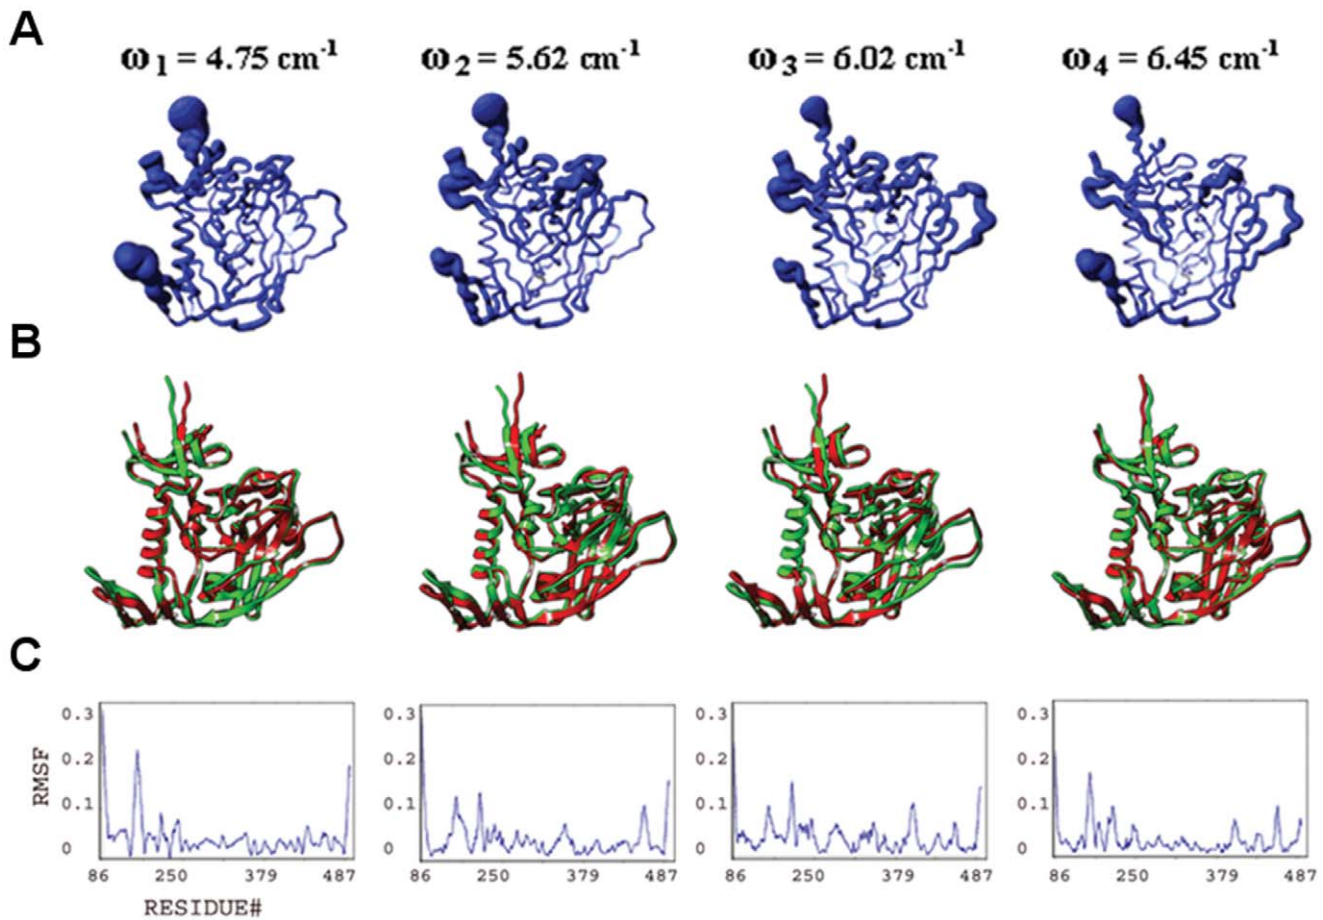 A
ω1 = 4.75 cm-1 ω2 = 5.62 cm-1 ω3 = 6.02 cm-1 ω4 = 6.45 cm-1
B
C
0.3 0.3 0.3 0.3
0.2 0.2 0.2 0.2
RMSF
0.1 0.1 0.1 0.1
0 0 0 0
86 250 379 487 86 250 379 487 86 250 379 487 86 250 379 487
RESIDUE#